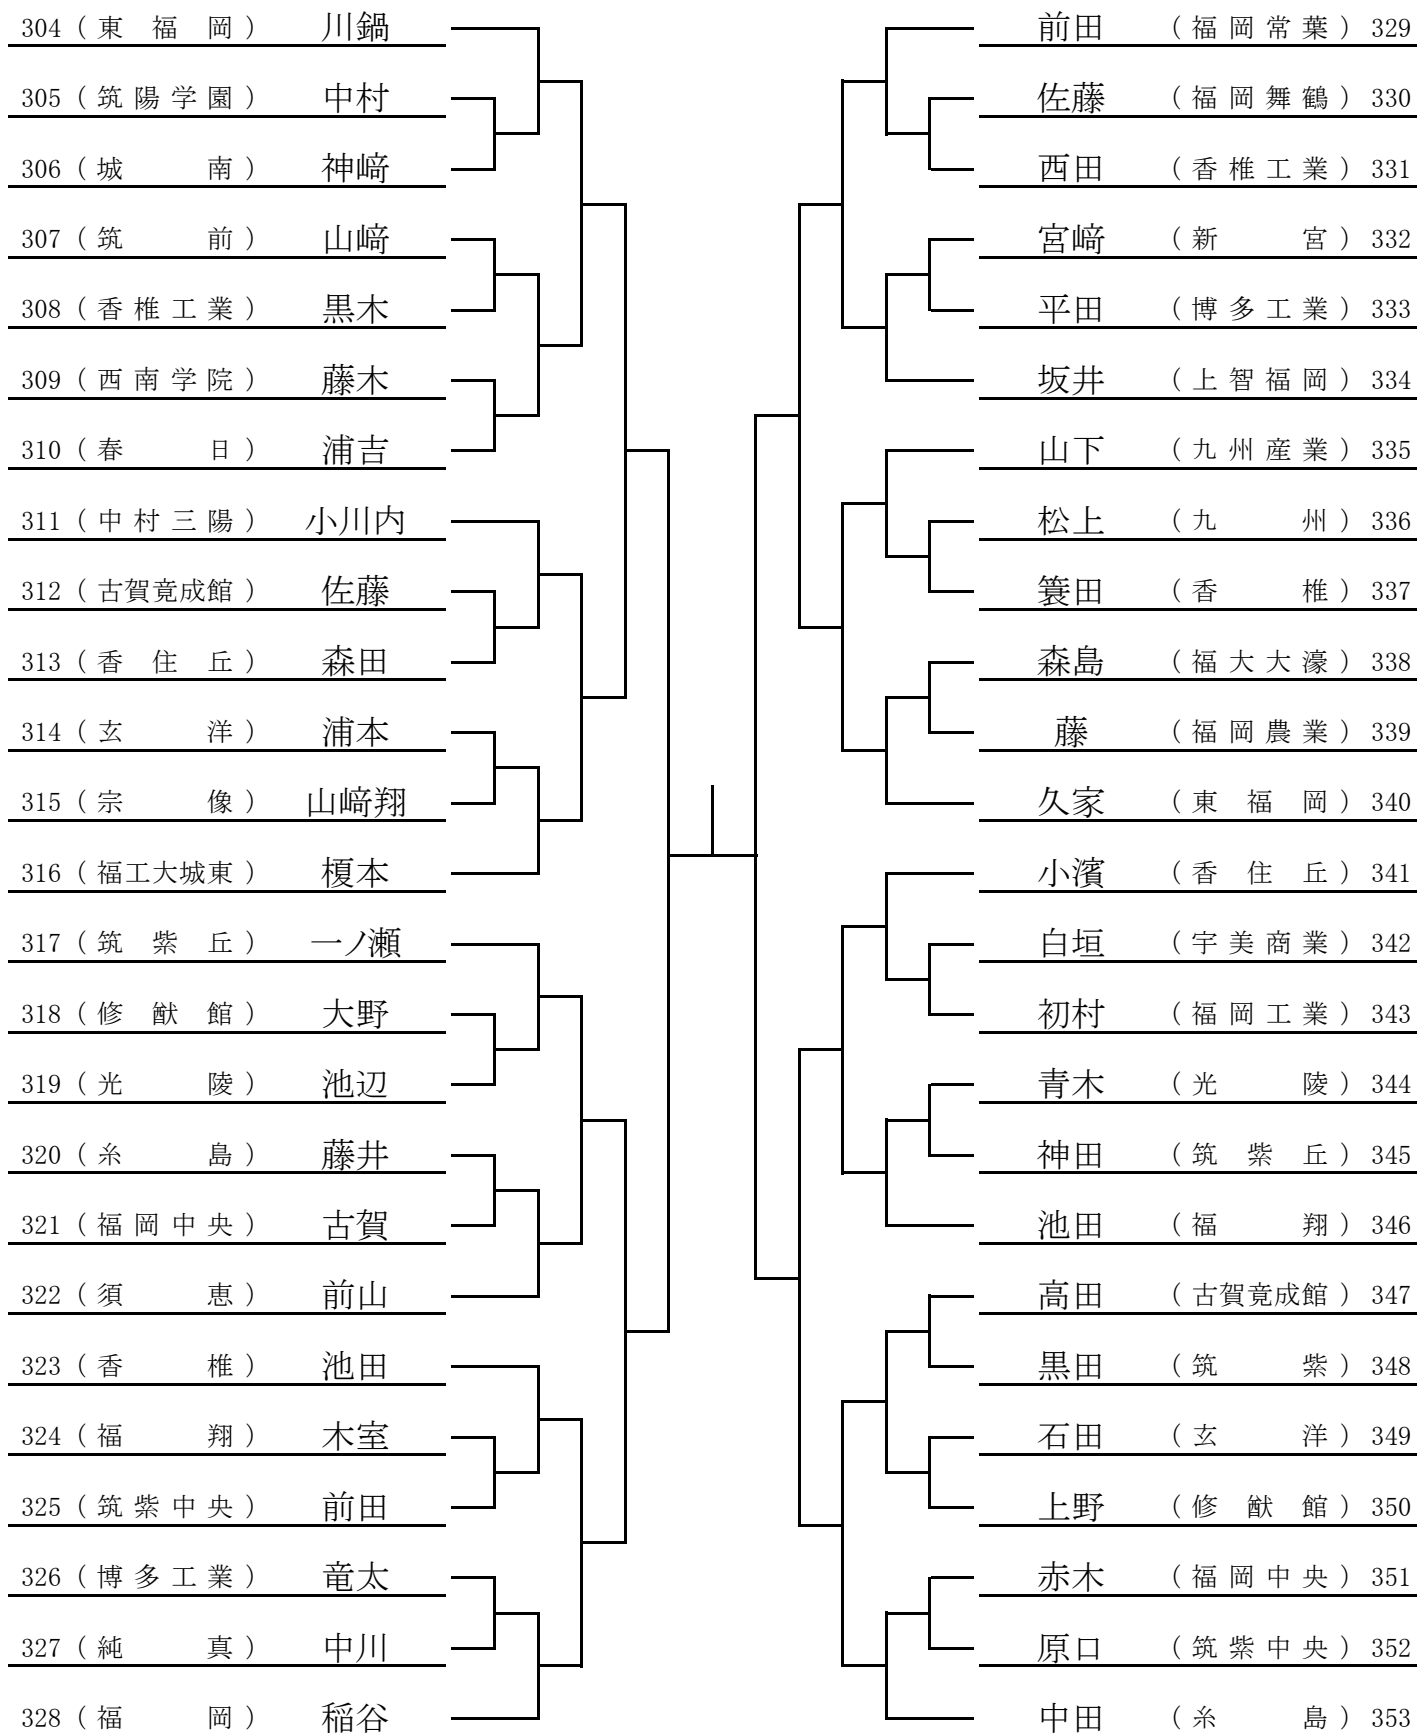 304 （ 東　福　岡 ） 川鍋
305 （ 筑 陽 学 園 ） 中村
306 （ 城　　　南 ） 神﨑
307 （ 筑　　　前 ） 山﨑
308 （ 香 椎 工 業 ） 黒木
309 （ 西 南 学 院 ） 藤木
310 （ 春　　　日 ） 浦吉
311 （ 中 村 三 陽 ） 小川内
312 （ 古賀竟成館 ） 佐藤
313 （ 香　住　丘 ） 森田
314 （ 玄　　　洋 ） 浦本
315 （ 宗　　　像 ） 山﨑翔
316 （ 福工大城東 ） 榎本
317 （ 筑　紫　丘 ） 一ノ瀬
318 （ 修　猷　館 ） 大野
319 （ 光　　　陵 ） 池辺
320 （ 糸　　　島 ） 藤井
321 （ 福 岡 中 央 ） 古賀
322 （ 須　　　恵 ） 前山
323 （ 香　　　椎 ） 池田
324 （ 福　　　翔 ） 木室
325 （ 筑 紫 中 央 ） 前田
326 （ 博 多 工 業 ） 竜太
327 （ 純　　　真 ） 中川
328 （ 福　　　岡 ） 稲谷
前田 （ 福 岡 常 葉 ） 329
佐藤 （ 福 岡 舞 鶴 ） 330
西田 （ 香 椎 工 業 ） 331
宮﨑 （ 新　　　宮 ） 332
平田 （ 博 多 工 業 ） 333
坂井 （ 上 智 福 岡 ） 334
山下 （ 九 州 産 業 ） 335
松上 （ 九　　　州 ） 336
簑田 （ 香　　　椎 ） 337
森島 （ 福 大 大 濠 ） 338
藤 （ 福 岡 農 業 ） 339
久家 （ 東　福　岡 ） 340
小濱 （ 香　住　丘 ） 341
白垣 （ 宇 美 商 業 ） 342
初村 （ 福 岡 工 業 ） 343
青木 （ 光　　　陵 ） 344
神田 （ 筑　紫　丘 ） 345
池田 （ 福　　　翔 ） 346
高田 （ 古賀竟成館 ） 347
黒田 （ 筑　　　紫 ） 348
石田 （ 玄　　　洋 ） 349
上野 （ 修　猷　館 ） 350
赤木 （ 福 岡 中 央 ） 351
原口 （ 筑 紫 中 央 ） 352
中田 （ 糸　　　島 ） 353